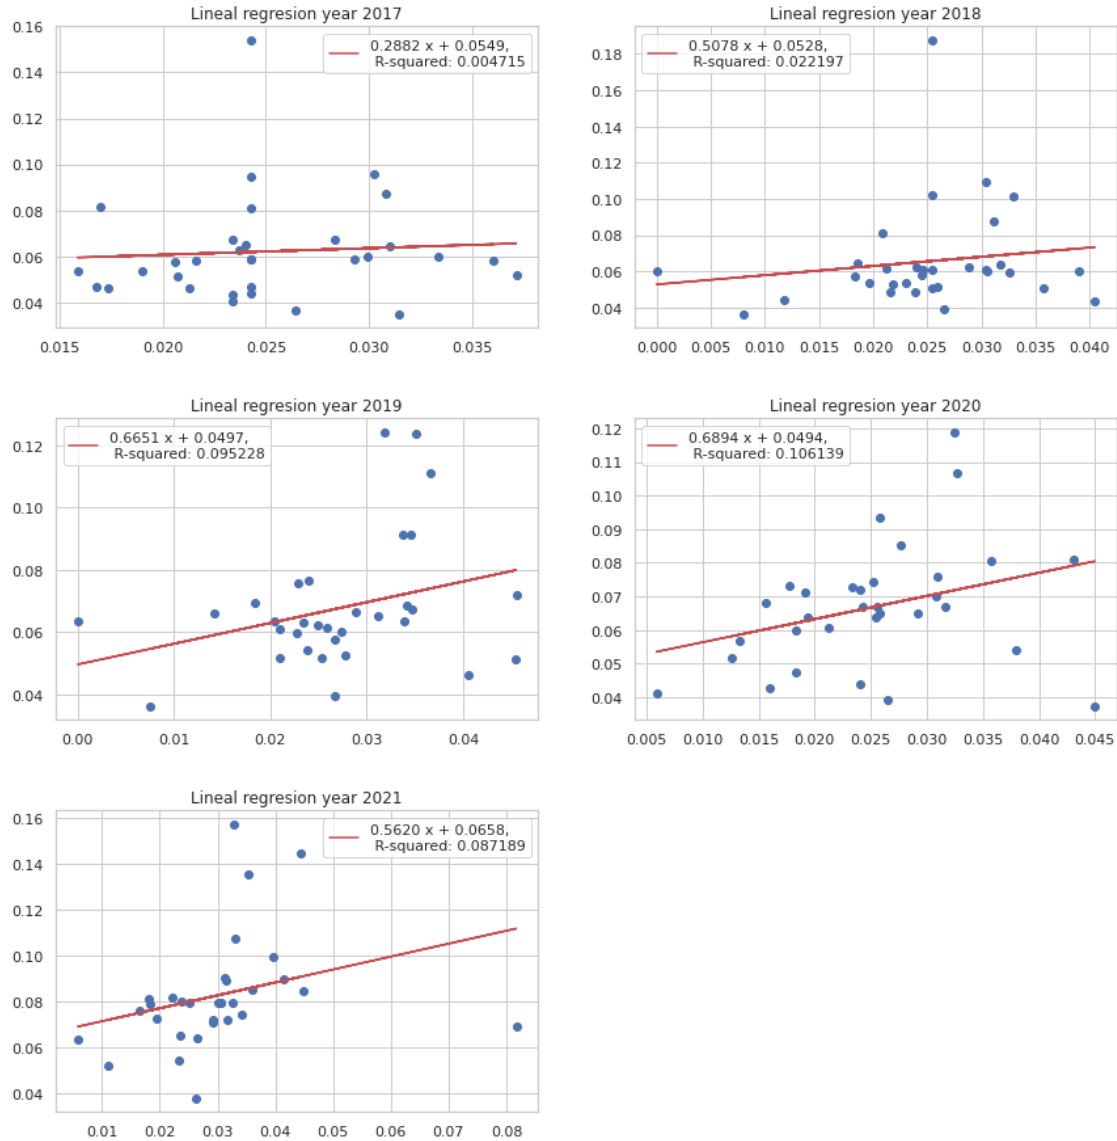 Lineal regresion year 2017
0.2882 x + 0.0549,
R-squared: 0.004715
0.16
0.14
0.12
0.10
0.08
0.06
0.04
0.015 0.020 0.025 0.030 0.035
Lineal regresion year 2018
0.5078 x + 0.0528,
R-squared: 0.022197
0.18
0.16
0.14
0.12
0.10
0.08
0.06
0.04
0.000 0.005 0.010 0.015 0.020 0.025 0.030 0.035 0.040
Lineal regresion year 2019
0.6651 x + 0.0497,
R-squared: 0.095228
0.12
0.10
0.08
0.06
0.04
0.00 0.01 0.02 0.03 0.04
Lineal regresion year 2020
0.6894 x + 0.0494,
R-squared: 0.106139
0.12
0.11
0.10
0.09
0.08
0.07
0.06
0.05
0.04
0.005 0.010 0.015 0.020 0.025 0.030 0.035 0.040 0.045
Lineal regresion year 2021
0.5620 x + 0.0658,
R-squared: 0.087189
0.16
0.14
0.12
0.10
0.08
0.06
0.04
0.01 0.02 0.03 0.04 0.05 0.06 0.07 0.08